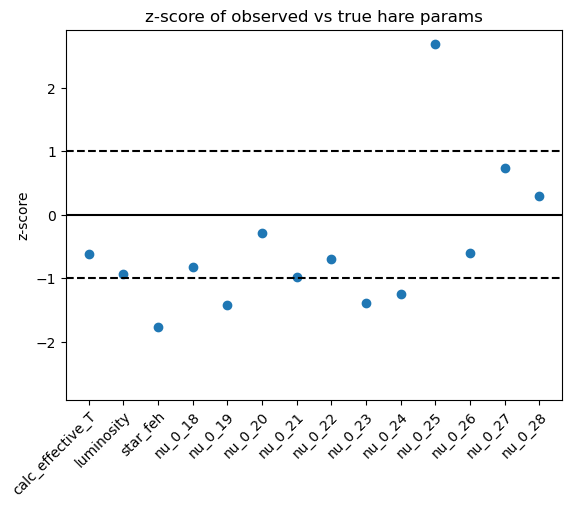 z-score of observed vs true hare params
z-score
2
1
0
−1
−2
calc_effective_T
luminosity
star_feh
nu_0_18
nu_0_19
nu_0_20
nu_0_21
nu_0_22
nu_0_23
nu_0_24
nu_0_25
nu_0_26
nu_0_27
nu_0_28